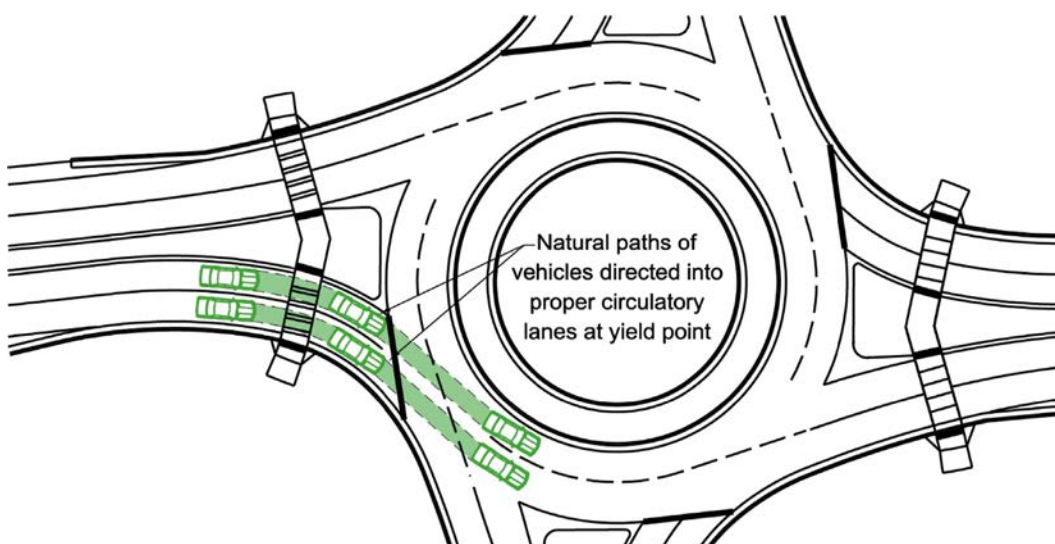 Natural paths of
vehicles directed into
proper circulatory
lanes at yield point